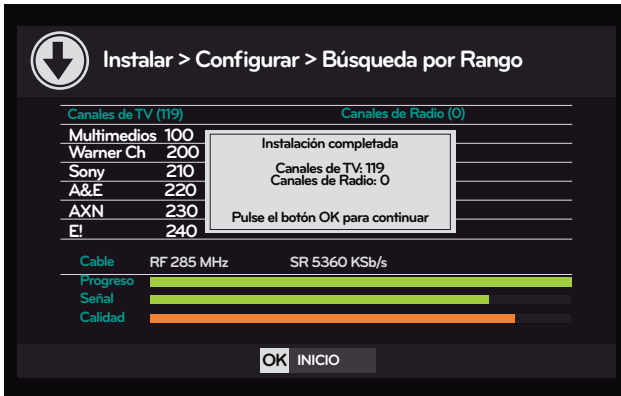 Instalar > Configurar > Búsqueda por Rango
Canales de TV (119) Canales de Radio (0)
Multimedios 100
Warner Ch 200
Sony 210
A&E 220
AXN 230
E! 240
Instalación completada
Canales de TV: 119
Canales de Radio: 0
Pulse el botón OK para continuar
Cable RF 285 MHz SR 5360 KSb/s
Progreso
Señal
Calidad
OK INICIO